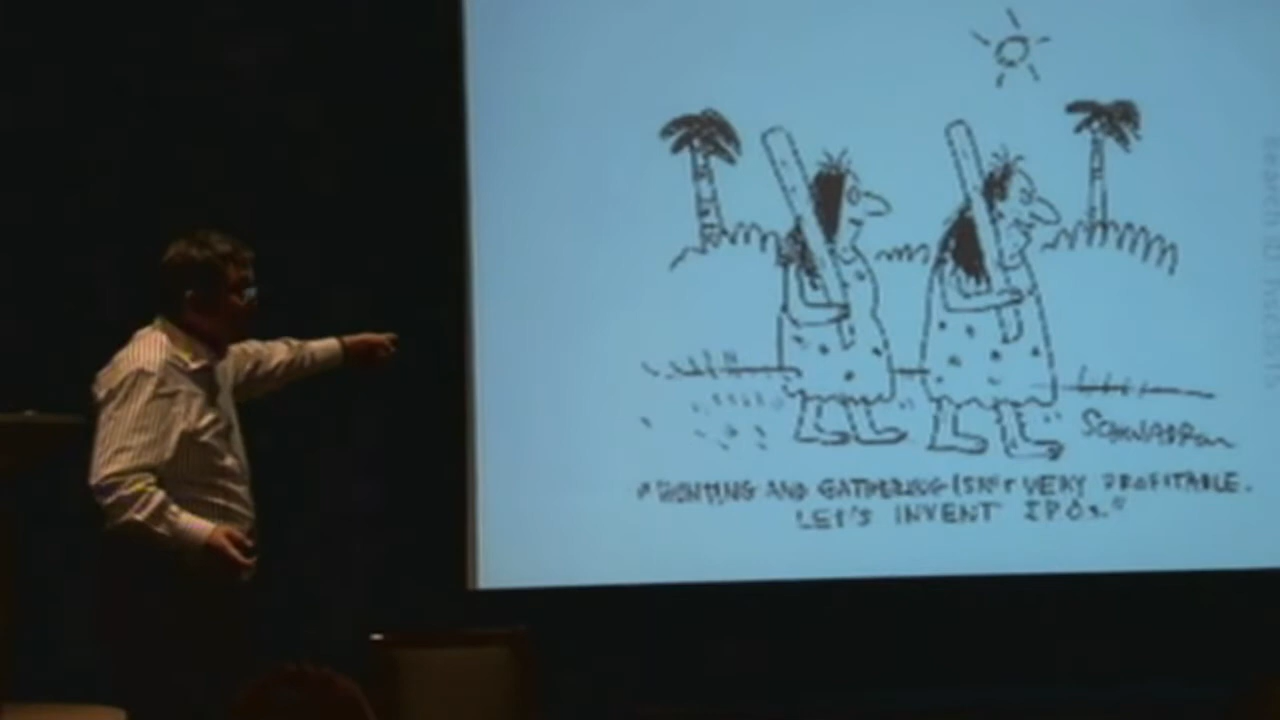 SCHWADRON
"HUNTING AND GATHERING ISN'T VERY PROFITABLE.
LET'S INVENT IPOs."